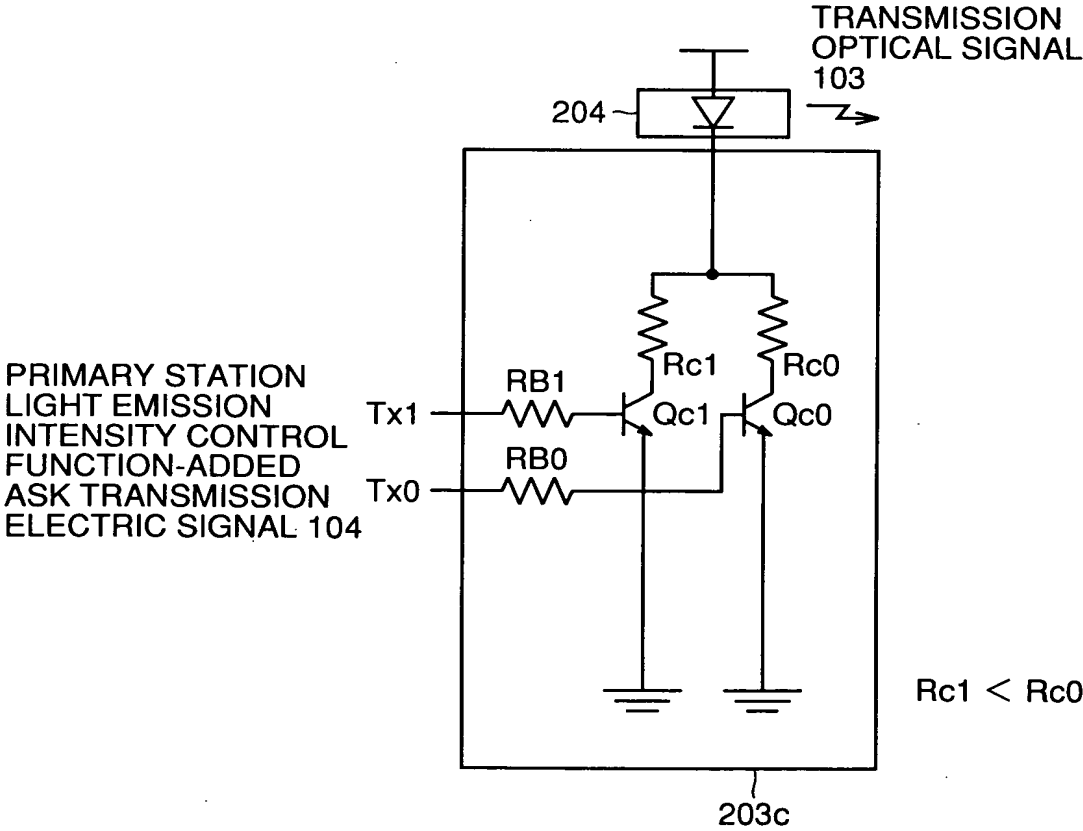 TRANSMISSION
OPTICAL SIGNAL
103
204
Rc1
Rc0
PRIMARY STATION
LIGHT EMISSION
INTENSITY CONTROL
FUNCTION-ADDED
ASK TRANSMISSION
ELECTRIC SIGNAL 104
Tx1
RB1
Qc1
Qc0
Tx0
RB0
Rc1 < Rc0
203c